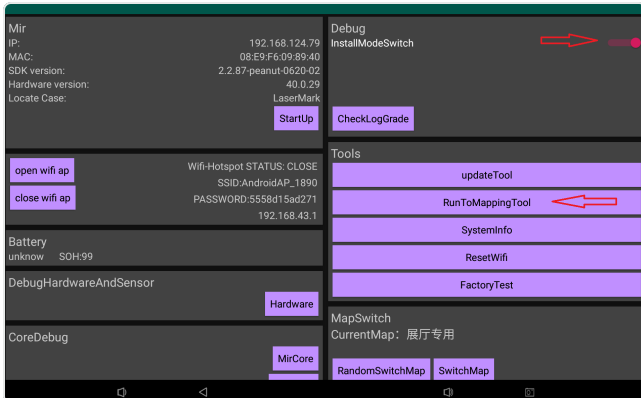 Mir
IP: 192.168.124.79
MAC: 08:E9:F6:09:89:40
SDK version: 2.2.87-peanut-0620-02
Hardware version: 40.0.29
Locate Case: LaserMark
StartUp
open wifi ap
close wifi ap
Wifi-Hotspot STATUS: CLOSE
SSID:AndroidAP_1890
PASSWORD:5558d15ad271
192.168.43.1
Battery
unknow SOH:99
DebugHardwareAndSensor
Hardware
CoreDebug
MirCore
Debug
InstallModeSwitch
CheckLogGrade
Tools
updateTool
RunToMappingTool
SystemInfo
ResetWifi
FactoryTest
MapSwitch
CurrentMap：展厅专用
RandomSwitchMap
SwitchMap